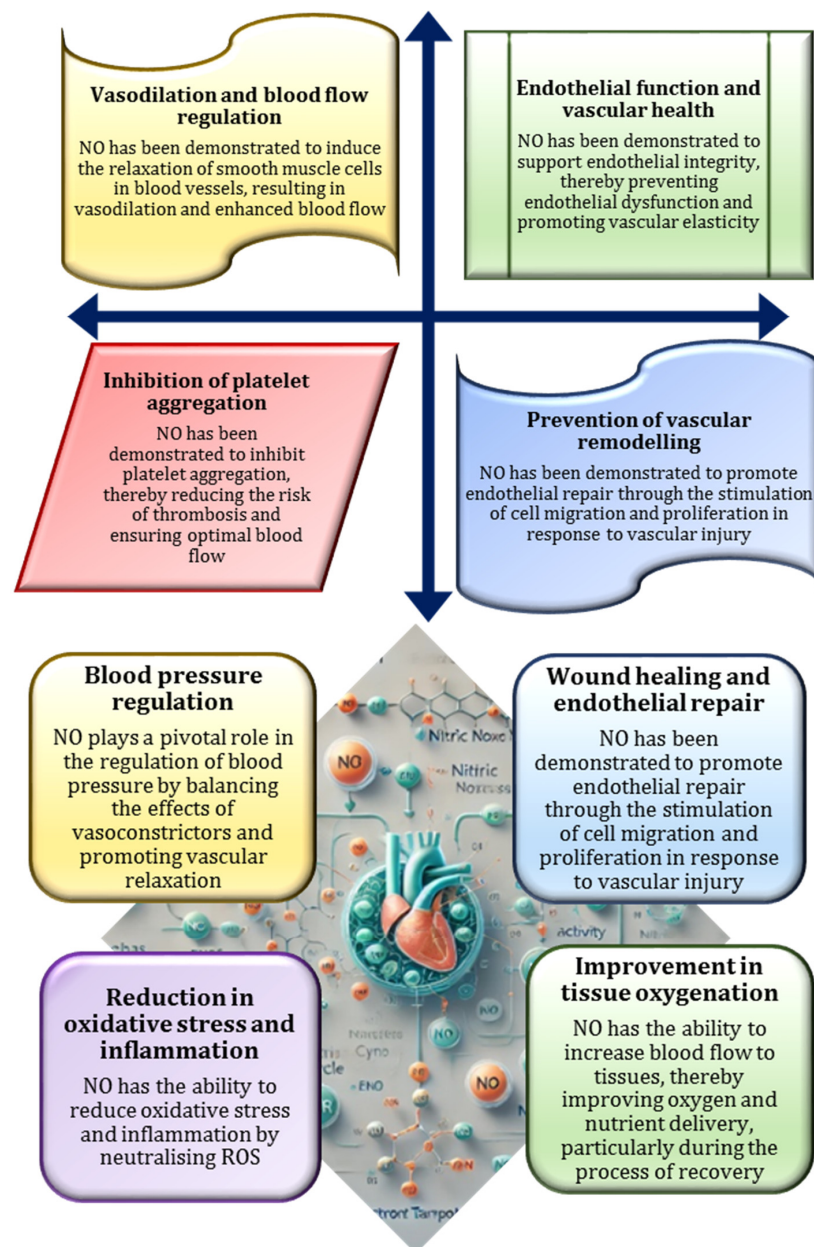 Vasodilation and blood flow
regulation
NO has been demonstrated to induce
the relaxation of smooth muscle cells
in blood vessels, resulting in
vasodilation and enhanced blood flow
Endothelial function and
vascular health
NO has been demonstrated to
support endothelial integrity,
thereby preventing
endothelial dysfunction and
promoting vascular elasticity
Inhibition of platelet
aggregation
NO has been
demonstrated to inhibit
platelet aggregation,
thereby reducing the risk
of thrombosis and
ensuring optimal blood
flow
Prevention of vascular
remodelling
NO has been demonstrated to promote
endothelial repair through the stimulation
of cell migration and proliferation in
response to vascular injury
Blood pressure
regulation
NO plays a pivotal role in
the regulation of blood
pressure by balancing
the effects of
vasoconstrictors and
promoting vascular
relaxation
Wound healing and
endothelial repair
NO has been
demonstrated to promote
endothelial repair
through the stimulation
of cell migration and
proliferation in response
to vascular injury
Reduction in
oxidative stress and
inflammation
NO has the ability to
reduce oxidative stress
and inflammation by
neutralising ROS
Improvement in
tissue oxygenation
NO has the ability to
increase blood flow to
tissues, thereby
improving oxygen and
nutrient delivery,
particularly during the
process of recovery
NO
Nitric Noxe
Nitiric
activity
NO
NO
NO
Cyno
ENO